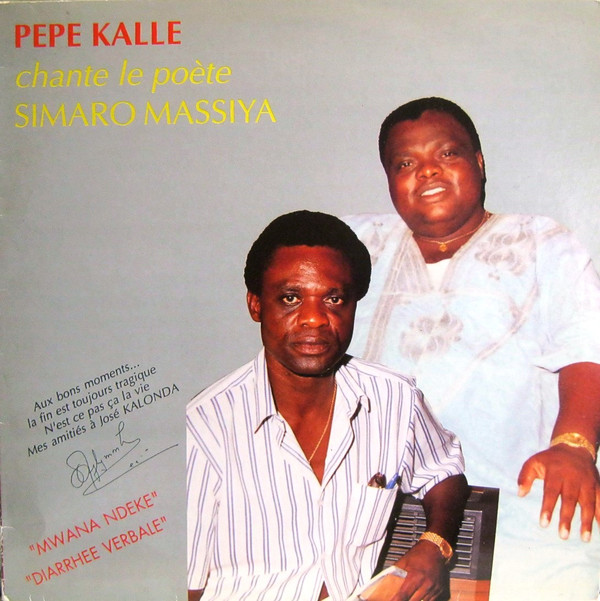 PEPE KALLE
chante le poète
SIMARO MASSIYA
Aux bons moments...
la fin est toujours tragique
N'est ce pas ça la vie
Mes amitiés à José KALONDA
"MWANA NDEKE"
"DIARRHEE VERBALE"